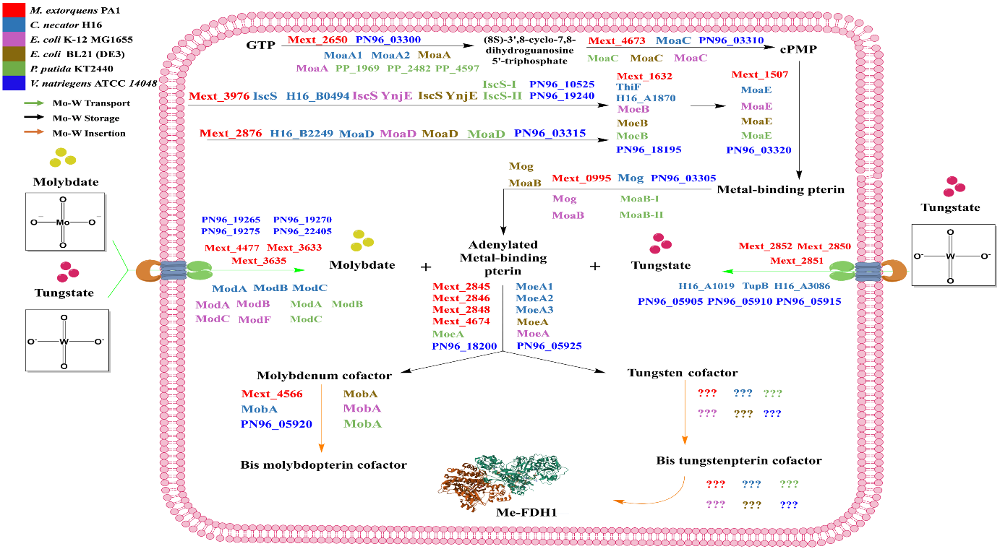 M. extorquens PA1
C. necator H16
E. coli K-12 MG1655
E. coli BL21 (DE3)
P. putida KT2440
V. natriegens ATCC 14048
Mo-W Transport
Mo-W Storage
Mo-W Insertion
GTP
Mext_2650 PN96_03300
MoaA1 MoaA2 MoaA
MoaA PP_1969 PP_2482 PP_4597
(8S)-3',8-cyclo-7,8-
dihydroguanosine
5'-triphosphate
Mext_4673 MoaC PN96_03310
MoaC MoaC MoaC
cPMP
Mext_3976 IscS H16_B0494 IscS YnjE IscS YnjE
IscS-I PN96_10525
IscS-II PN96_19240
Mext_1632
ThiF
H16_A1870
MoeB
MoeB
MoeB
PN96_18195
Mext_1507
MoaE
MoaE
MoaE
MoaE
PN96_03320
Mext_2876 H16_B2249 MoaD MoaD MoaD MoaD PN96_03315
Metal-binding pterin
Mog
MoaB
Mext_0995 Mog PN96_03305
Mog MoaB-I
MoaB MoaB-II
Adenylated
Metal-binding
pterin
Molybdate
O
O⁻ Mo O⁻
O
Tungstate
O
O⁻ W O⁻
O
PN96_19265 PN96_19270
PN96_19275 PN96_22405
Mext_4477 Mext_3633
Mext_3635
ModA ModB ModC
ModA ModB ModA ModB
ModC ModF ModC
Molybdate
+
+
Tungstate
Mext_2852 Mext_2850
Mext_2851
H16_A1019 TupB H16_A3086
PN96_05905 PN96_05910 PN96_05915
Tungstate
O
O⁻ W O⁻
O
Mext_2845 MoeA1
Mext_2846 MoeA2
Mext_2848 MoeA3
Mext_4674 MoeA
MoeA MoeA
PN96_18200 PN96_05925
Molybdenum cofactor
Mext_4566 MobA
MobA MobA
PN96_05920 MobA
Bis molybdopterin cofactor
Tungsten cofactor
??? ??? ???
??? ??? ???
Bis tungstenpterin cofactor
??? ??? ???
??? ??? ???
Me-FDH1